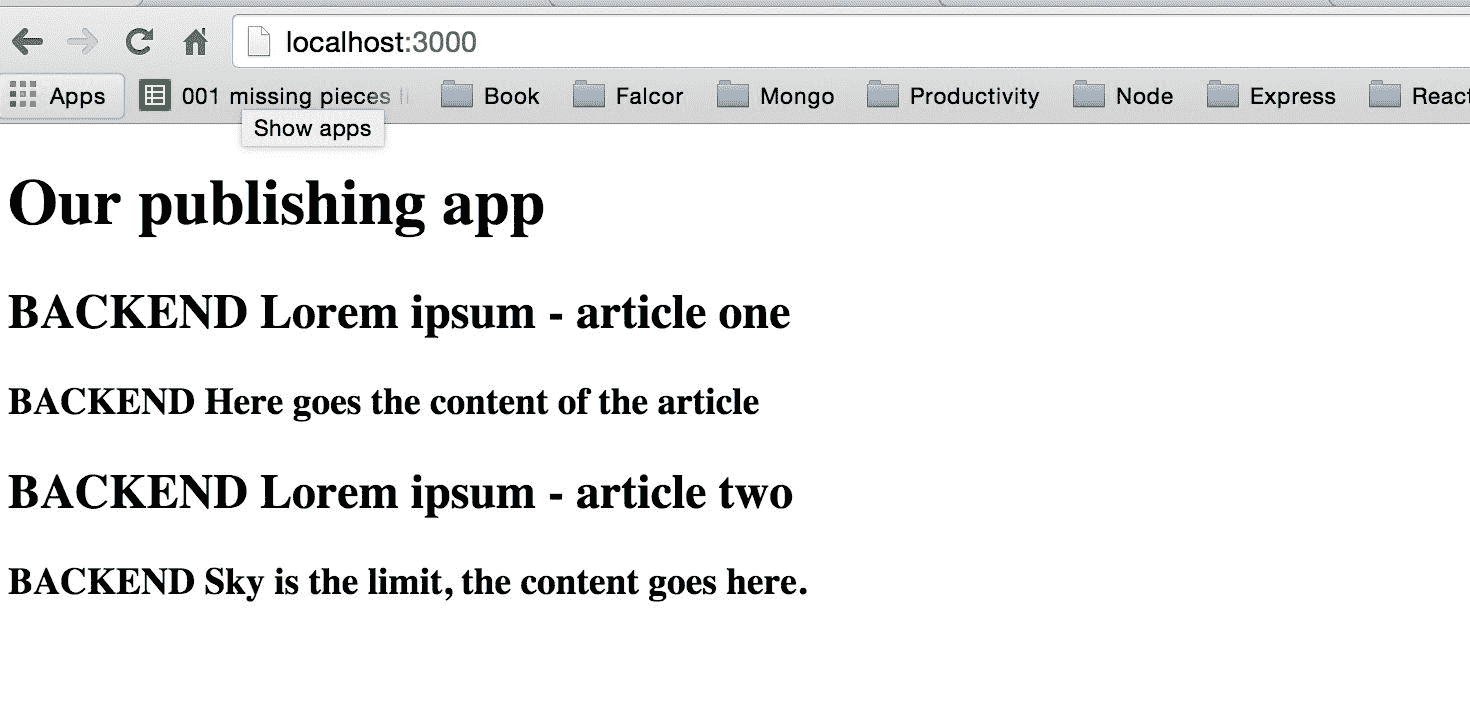 localhost:3000
Apps 001 missing pieces Book Falcor Mongo Productivity Node Express React
Show apps
Our publishing app
BACKEND Lorem ipsum - article one
BACKEND Here goes the content of the article
BACKEND Lorem ipsum - article two
BACKEND Sky is the limit, the content goes here.